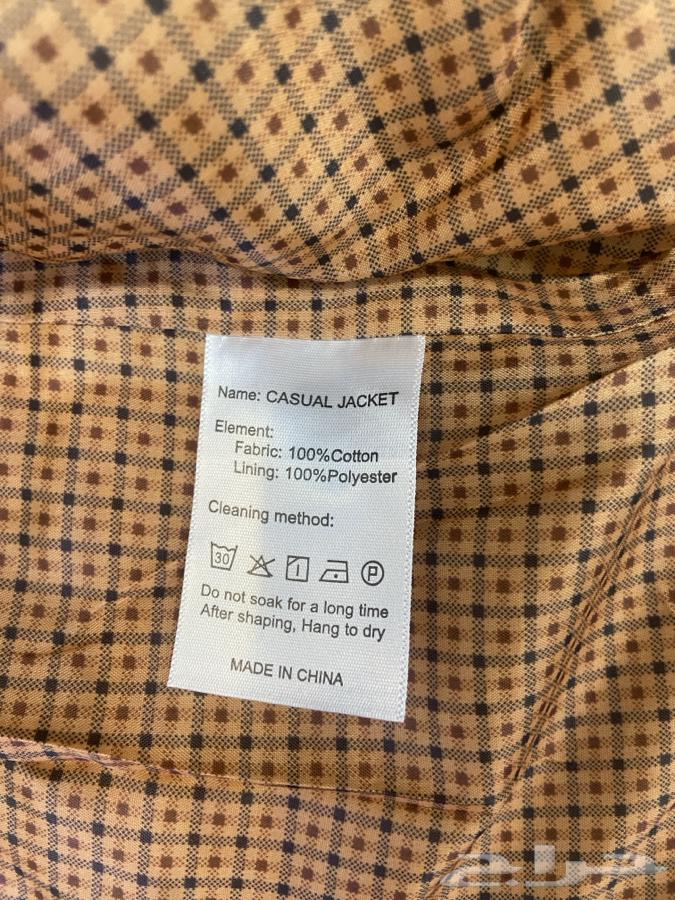 Name: CASUAL JACKET
Element:
Fabric: 100%Cotton
Lining: 100%Polyester
Cleaning method:
30 P
Do not soak for a long time
After shaping, Hang to dry
MADE IN CHINA
حراج